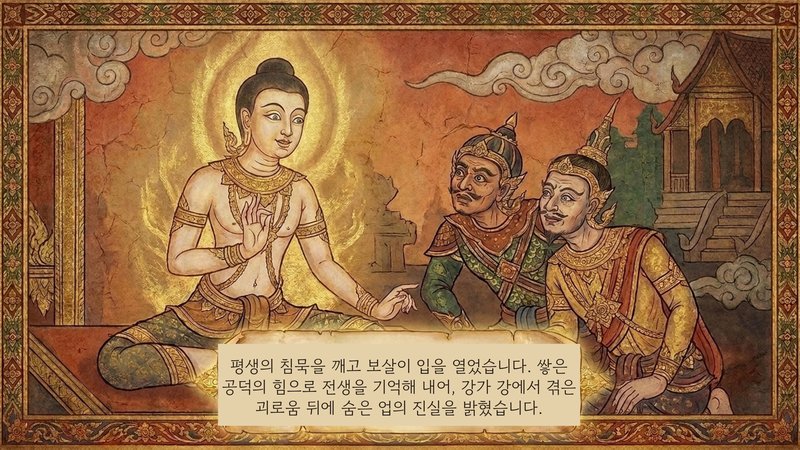 평생의 침묵을 깨고 보살이 입을 열었습니다. 쌓은
공덕의 힘으로 전생을 기억해 내어, 강가 강에서 겪은
괴로움 뒤에 숨은 업의 진실을 밝혔습니다.